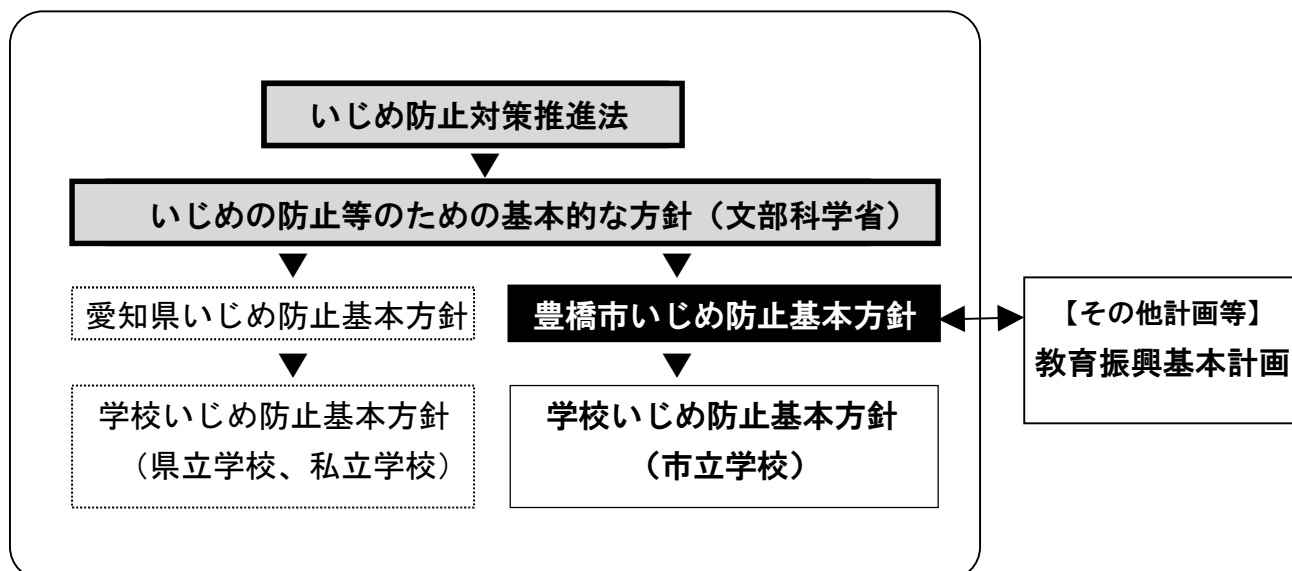 いじめ防止対策推進法
いじめの防止等のための基本的な方針（文部科学省）
愛知県いじめ防止基本方針
豊橋市いじめ防止基本方針
【その他計画等】
教育振興基本計画
学校いじめ防止基本方針
（県立学校、私立学校）
学校いじめ防止基本方針
（市立学校）